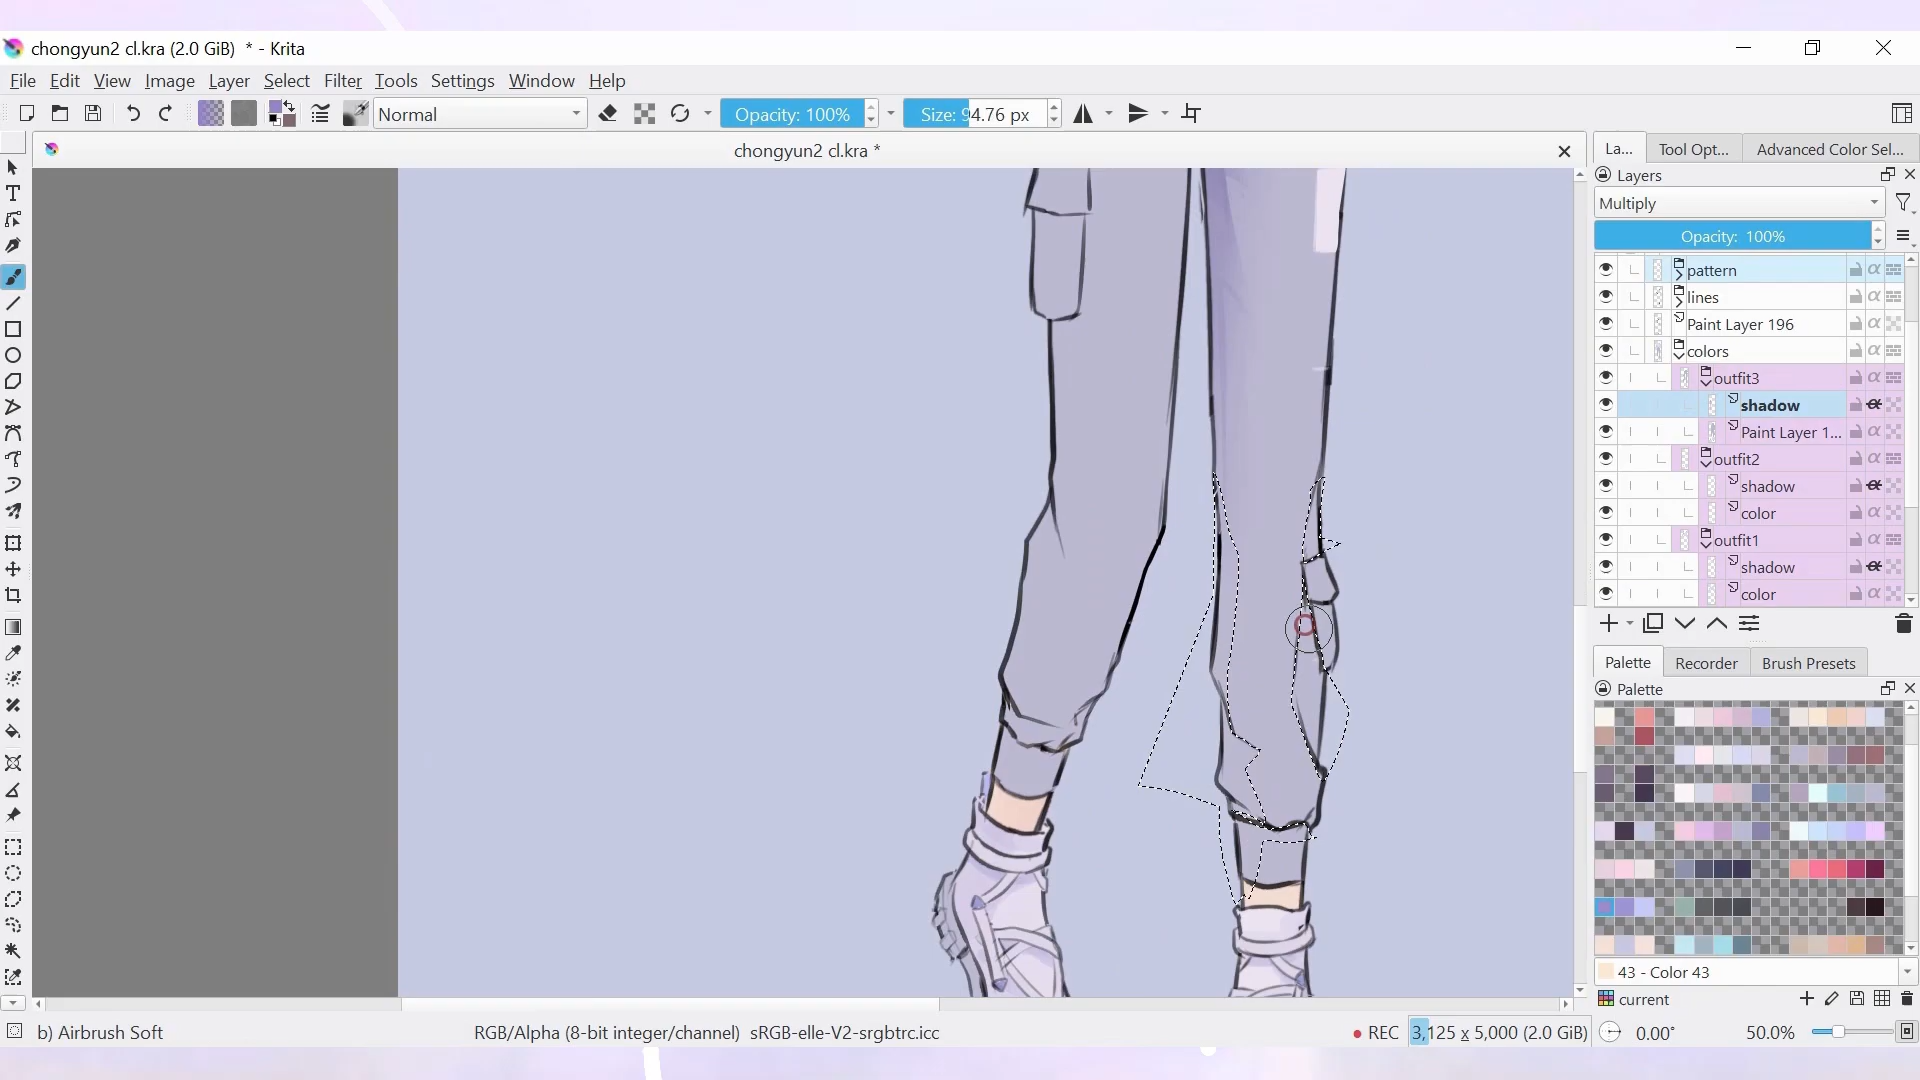 chongyun2 cl.kra (2.0 GiB) * - Krita
File Edit View Image Layer Select Filter Tools Settings Window Help
Normal Opacity: 100% Size: 94.76 px
chongyun2 cl.kra *
La... Tool Opt... Advanced Color Sel...
Layers
Multiply
Opacity: 100%
pattern
lines
Paint Layer 196
colors
outfit3
shadow
Paint Layer 1...
outfit2
shadow
color
outfit1
shadow
color
Palette Recorder Brush Presets
Palette
43 - Color 43
current
b) Airbrush Soft RGB/Alpha (8-bit integer/channel) sRGB-elle-V2-srgbtrc.icc REC 3,125 x 5,000 (2.0 GiB) 0.00° 50.0%